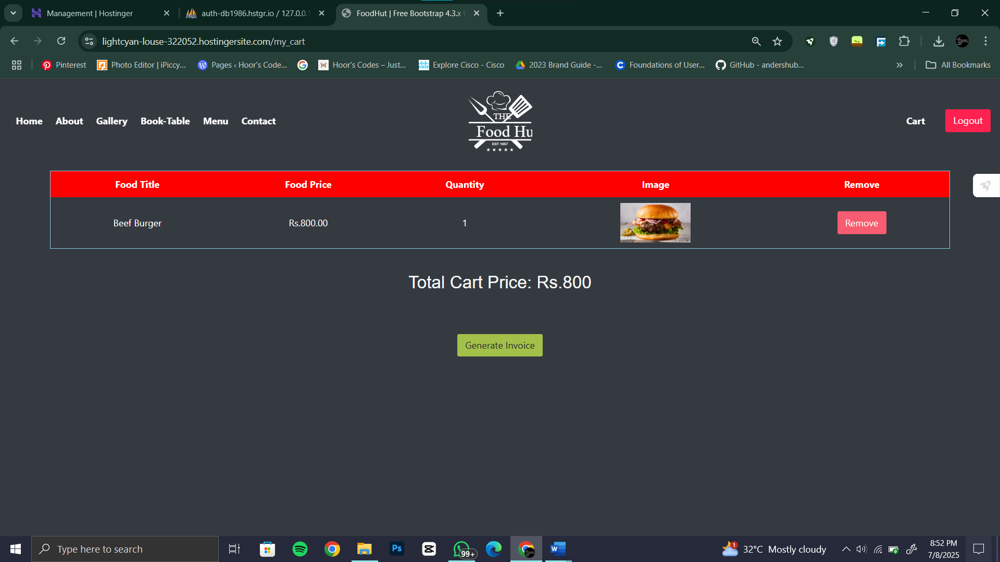 Management | Hostinger
auth-db1986.hstgr.io / 127.0.0.1
FoodHut | Free Bootstrap 4.3.x t
lightcyan-louse-322052.hostingersite.com/my_cart
Pinterest
Photo Editor | iPiccy...
Pages ‹ Hoor's Code...
Hoor's Codes – Just...
Explore Cisco - Cisco
2023 Brand Guide -...
Foundations of User...
GitHub - andershub...
All Bookmarks
Home
About
Gallery
Book-Table
Menu
Contact
THE
Food Hu
EST 1957
Cart
Logout
Food Title
Food Price
Quantity
Image
Remove
Beef Burger
Rs.800.00
1
Remove
Total Cart Price: Rs.800
Generate Invoice
Type here to search
Ps
99+
W
1
32°C Mostly cloudy
8:52 PM
7/8/2025